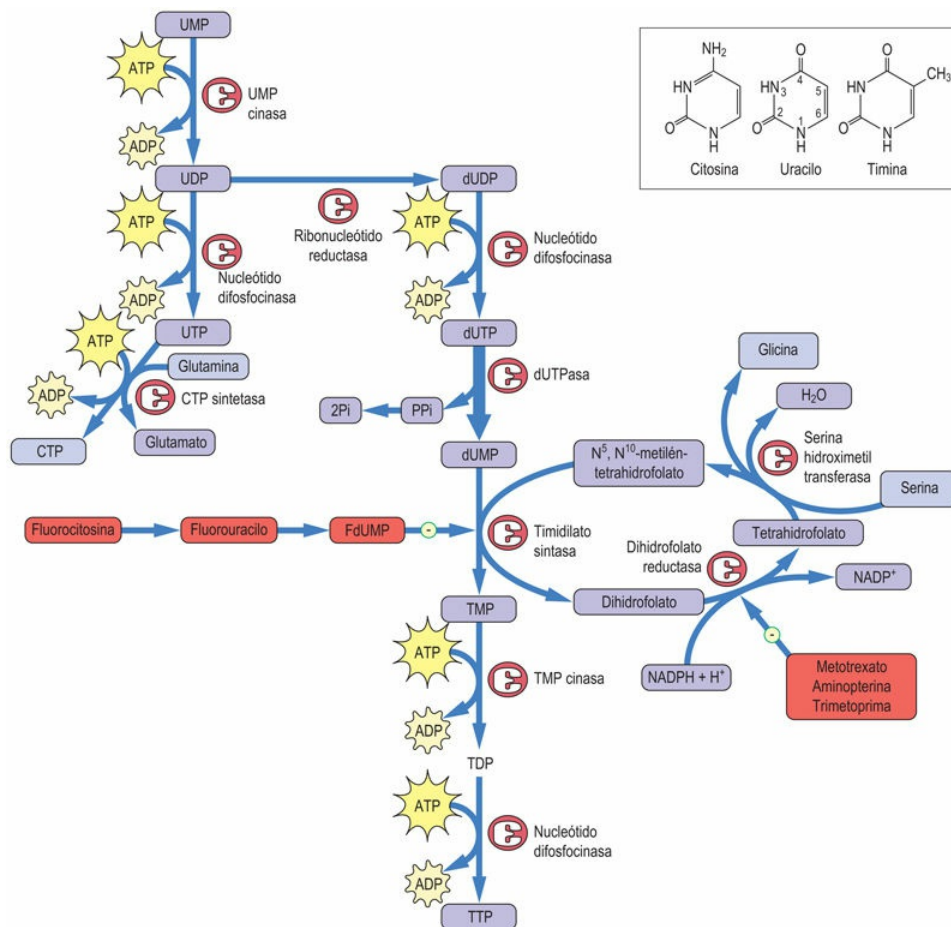 UMP
ATP
UMP
cinasa
ADP
UDP
dUDP
ATP
Ribonucleótido
reductasa
ATP
Nucleótido
difosfocinasa
Nucleótido
difosfocinasa
ADP
ADP
UTP
dUTP
ATP
Glutamina
dUTPasa
ADP
CTP sintetasa
2Pi
PPi
CTP
Glutamato
dUMP
NH₂
HN
O
N
H
Citosina
O
4
HN
3
5
2
6
O
1
N
H
Uracilo
O
CH₃
HN
O
N
H
Timina
Glicina
H₂O
N⁵, N¹⁰-metilén-
tetrahidrofolato
Serina
hidroximetil
transferasa
Serina
Fluorocitosina
Fluorouracilo
FdUMP
-
Timidilato
sintasa
Tetrahidrofolato
Dihidrofolato
reductasa
NADP⁺
TMP
Dihidrofolato
-
ATP
TMP cinasa
NADPH + H⁺
Metotrexato
Aminopterina
Trimetoprima
ADP
TDP
ATP
Nucleótido
difosfocinasa
ADP
TTP